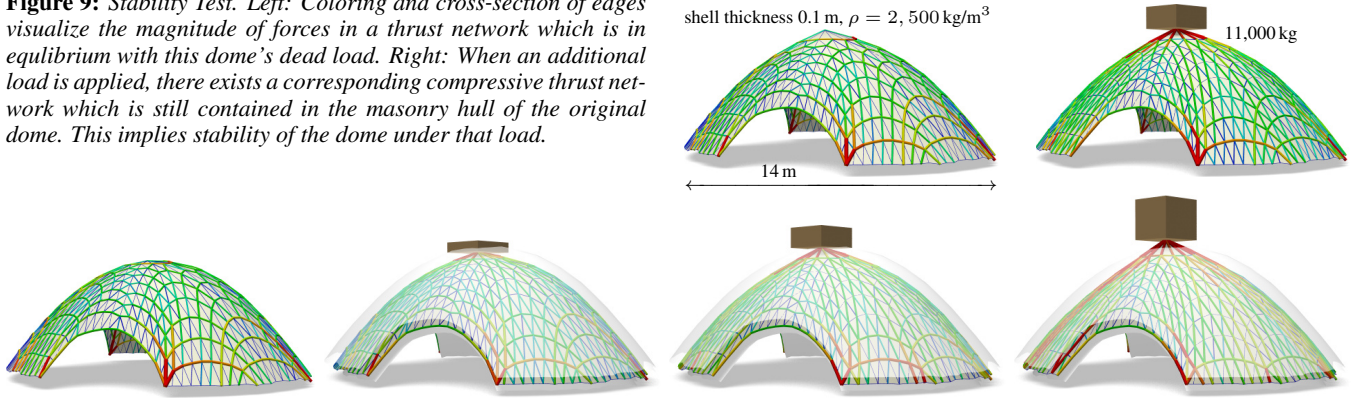 Figure 9: Stability Test. Left: Coloring and cross-section of edges
visualize the magnitude of forces in a thrust network which is in
equlibrium with this dome's dead load. Right: When an additional
load is applied, there exists a corresponding compressive thrust net-
work which is still contained in the masonry hull of the original
dome. This implies stability of the dome under that load.
shell thickness 0.1 m, ρ = 2, 500 kg/m³
11,000 kg
14 m